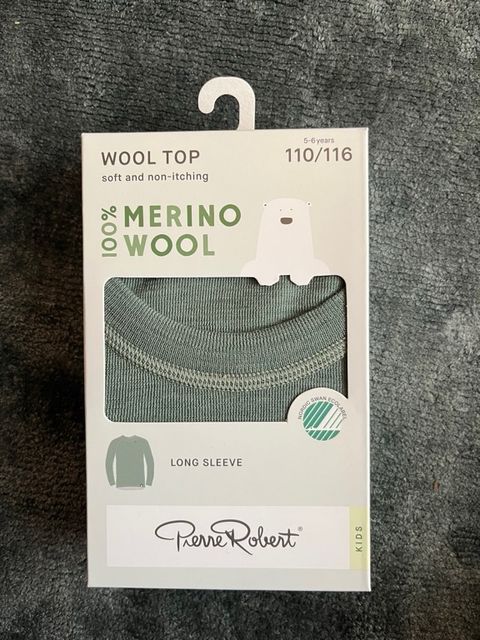 5-6 years
WOOL TOP
110/116
soft and non-itching
100%
MERINO
WOOL
NORDIC SWAN ECOLABEL
LONG SLEEVE
Pierre Robert®
KIDS